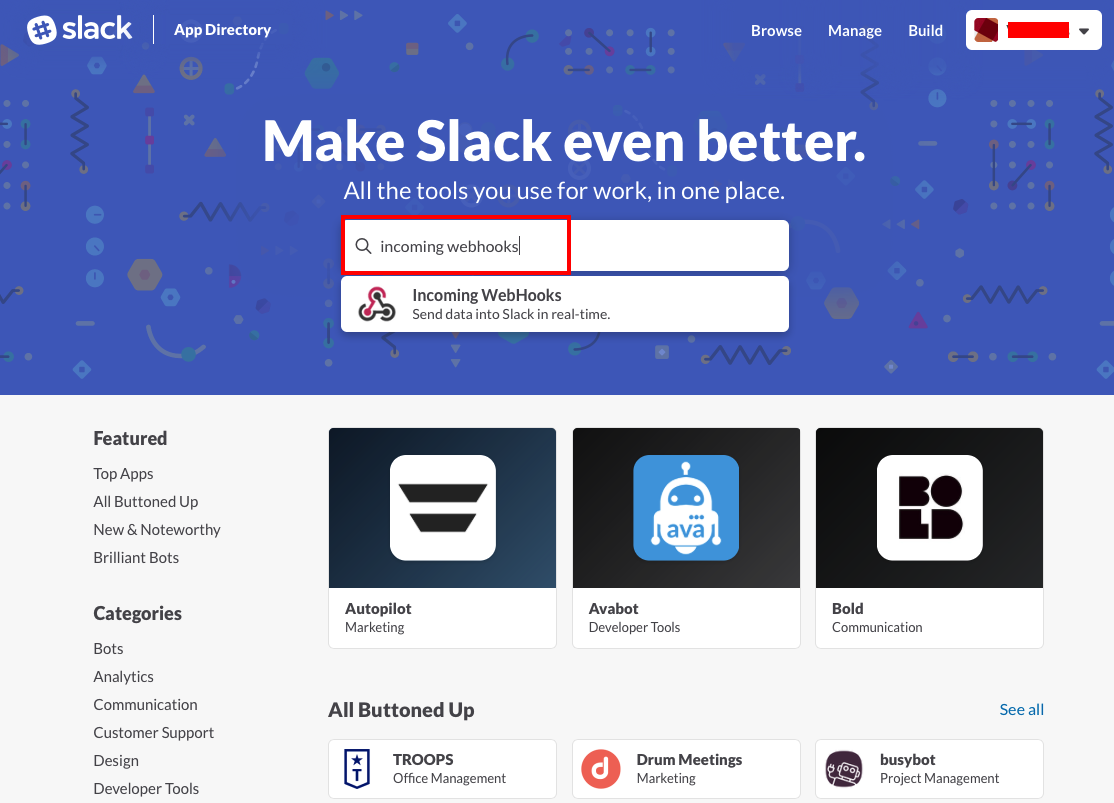 slack
App Directory
Browse
Manage
Build
Make Slack even better.
All the tools you use for work, in one place.
incoming webhooks
Incoming WebHooks
Send data into Slack in real-time.
Featured
Top Apps
All Buttoned Up
New & Noteworthy
Brilliant Bots
Categories
Bots
Analytics
Communication
Customer Support
Design
Developer Tools
Autopilot
Marketing
ava
Avabot
Developer Tools
BOLD
Bold
Communication
All Buttoned Up
See all
T
TROOPS
Office Management
d
Drum Meetings
Marketing
busybot
Project Management